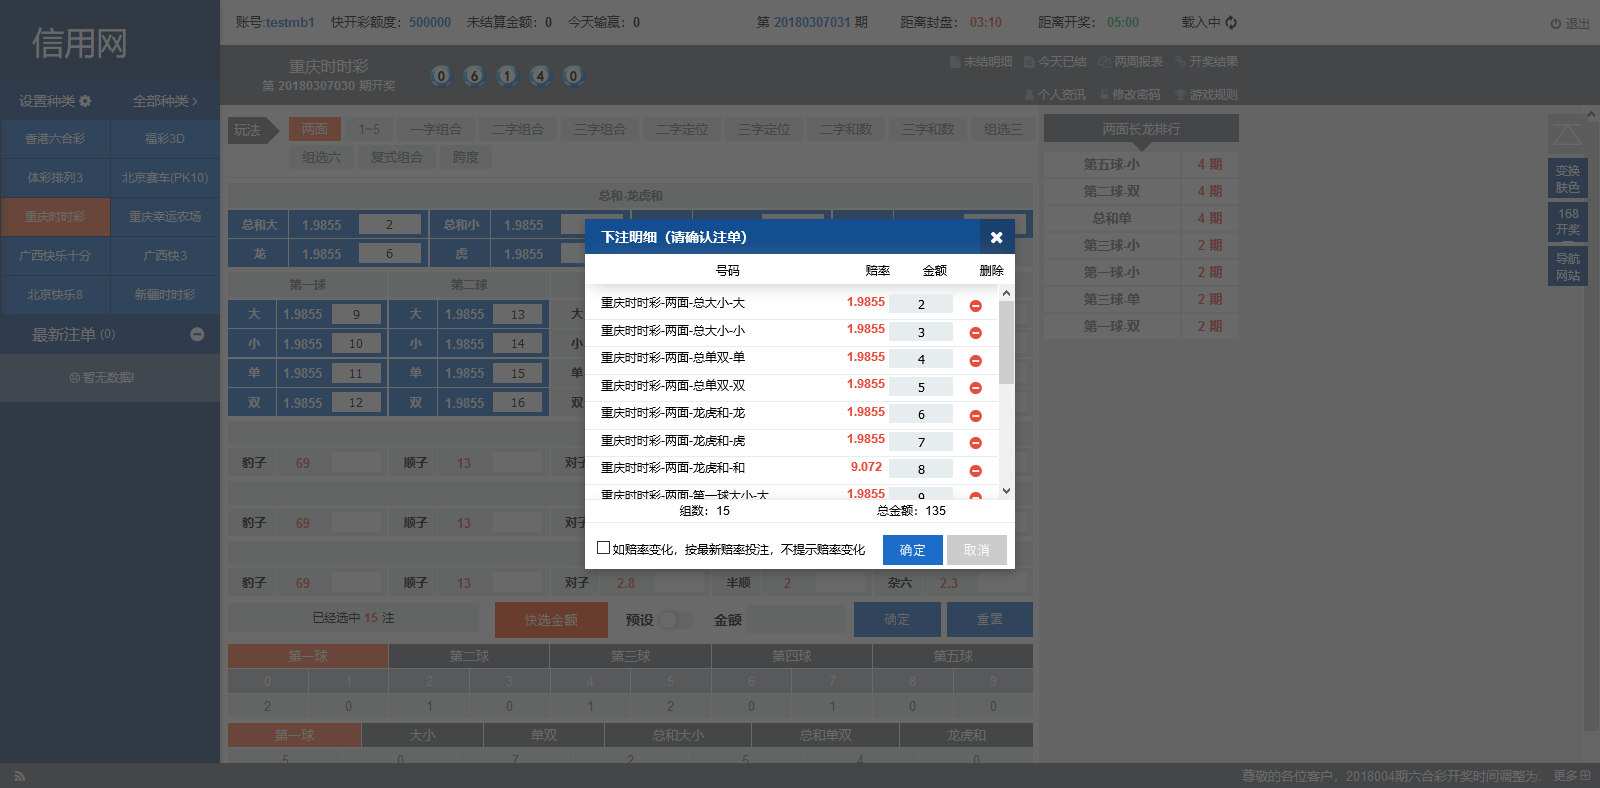 账号:testmb1 快开彩额度：500000 未结算金额：0 今天输赢：0 第 20180307031 期 距离封盘：03:10 距离开奖：05:00 载入中 退出
信用网
重庆时时彩
第 20180307030 期开奖
0 6 1 4 0
未结明细 今天已结 两周报表 开奖结果
个人资讯 修改密码 游戏规则
设置种类 全部种类
香港六合彩 福彩3D
体彩排列3 北京赛车(PK10)
重庆时时彩 重庆幸运农场
广西快乐十分 广西快3
北京快乐8 新疆时时彩
最新注单 (0)
暂无数据!
玩法 两面 1~5 一字组合 二字组合 三字组合 二字定位 三字定位 二字和数 三字和数 组选三
组选六 复式组合 跨度
总和-龙虎和
总和大 1.9855 2 总和小 1.9855
龙 1.9855 6 虎 1.9855
第一球 第二球
大 1.9855 9 大 1.9855 13 大
小 1.9855 10 小 1.9855 14 小
单 1.9855 11 单 1.9855 15 单
双 1.9855 12 双 1.9855 16 双
豹子 69 顺子 13 对子
豹子 69 顺子 13 对子
豹子 69 顺子 13 对子 2.8 半顺 2 杂六 2.3
已经选中 15 注 快选金额 预设 金额 确定 重置
第一球 第二球 第三球 第四球 第五球
0 1 2 3 4 5 6 7 8 9
2 0 1 0 1 2 0 1 0 0
第一球 大小 单双 总和大小 总和单双 龙虎和
5 0 7 2 5 4 0
下注明细（请确认注单）
号码 赔率 金额 删除
重庆时时彩-两面-总大小-大 1.9855 2
重庆时时彩-两面-总大小-小 1.9855 3
重庆时时彩-两面-总单双-单 1.9855 4
重庆时时彩-两面-总单双-双 1.9855 5
重庆时时彩-两面-龙虎和-龙 1.9855 6
重庆时时彩-两面-龙虎和-虎 1.9855 7
重庆时时彩-两面-龙虎和-和 9.072 8
重庆时时彩-两面-第一球大小-大 1.9855 9
组数：15 总金额：135
如赔率变化，按最新赔率投注，不提示赔率变化 确定 取消
两面长龙排行
第五球-小 4 期
第二球-双 4 期
总和单 4 期
第三球-小 2 期
第一球-小 2 期
第三球-单 2 期
第一球-双 2 期
变换
肤色
168
开奖
导航
网站
尊敬的各位客户，2018004期六合彩开奖时间调整为 更多